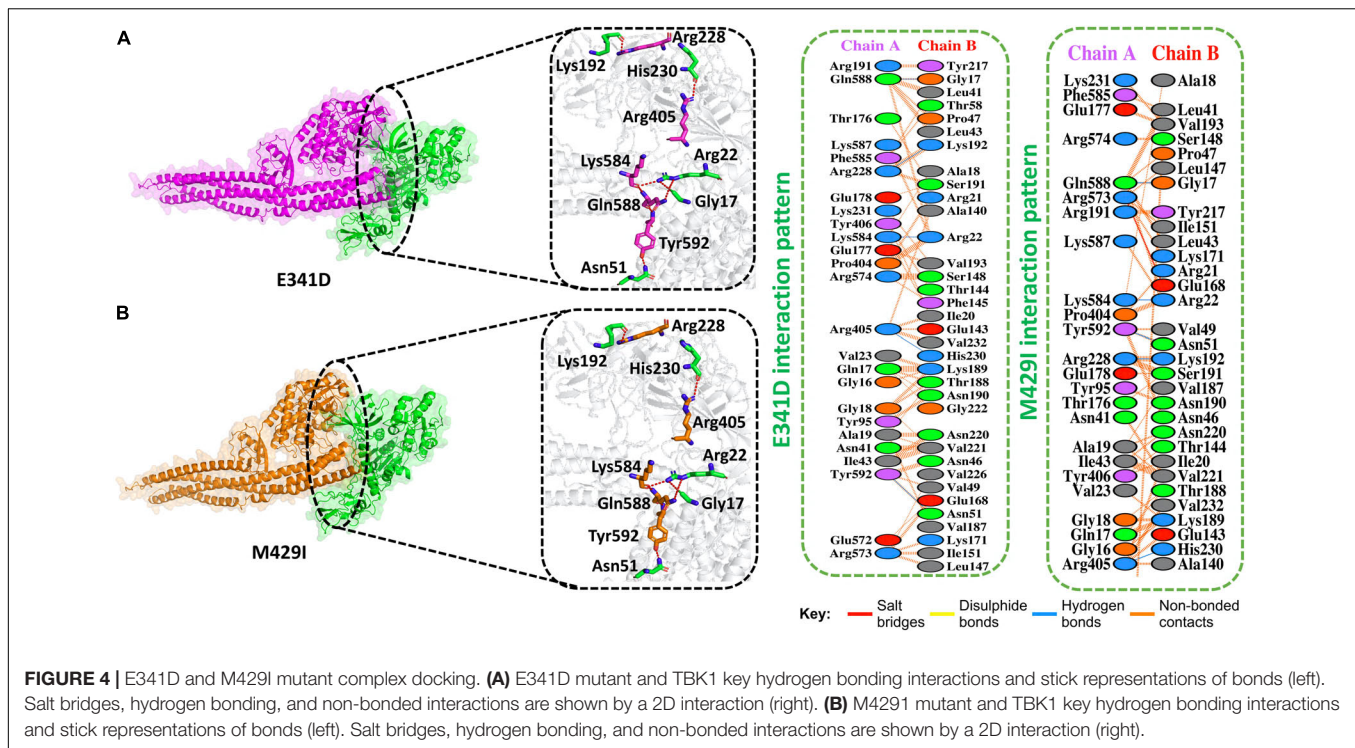 A
E341D
Arg228
Lys192
His230
Arg405
Lys584
Arg22
Gln588
Gly17
Tyr592
Asn51
B
M429I
Arg228
Lys192
His230
Arg405
Lys584
Arg22
Gln588
Gly17
Tyr592
Asn51
E341D interaction pattern
Chain A Chain B
Arg191 Tyr217
Gln588 Gly17
Leu41
Thr58
Thr176 Pro47
Leu43
Lys587 Lys192
Phe585
Arg228 Ala18
Ser191
Glu178 Arg21
Lys231 Ala140
Tyr406
Lys584 Arg22
Glu177
Pro404 Val193
Arg574 Ser148
Thr144
Phe145
Ile20
Arg405 Glu143
Val232
Val23 His230
Gln17 Lys189
Gly16 Thr188
Asn190
Gly18 Gly222
Tyr95
Ala19 Asn220
Asn41 Val221
Ile43 Asn46
Tyr592 Val226
Val49
Glu168
Asn51
Val187
Glu572 Lys171
Arg573 Ile151
Leu147
M429I interaction pattern
Chain A Chain B
Lys231 Ala18
Phe585
Glu177 Leu41
Val193
Arg574 Ser148
Pro47
Leu147
Gln588 Gly17
Arg573
Arg191 Tyr217
Ile151
Lys587 Leu43
Lys171
Arg21
Glu168
Lys584 Arg22
Pro404
Tyr592 Val49
Asn51
Arg228 Lys192
Glu178 Ser191
Tyr95 Val187
Thr176 Asn190
Asn41 Asn46
Asn220
Ala19 Thr144
Ile43 Ile20
Tyr406 Val221
Val23 Thr188
Val232
Gly18 Lys189
Gln17 Glu143
Gly16 His230
Arg405 Ala140
Key: Salt bridges Disulphide bonds Hydrogen bonds Non-bonded contacts
FIGURE 4 | E341D and M429I mutant complex docking. (A) E341D mutant and TBK1 key hydrogen bonding interactions and stick representations of bonds (left).
Salt bridges, hydrogen bonding, and non-bonded interactions are shown by a 2D interaction (right). (B) M4291 mutant and TBK1 key hydrogen bonding interactions
and stick representations of bonds (left). Salt bridges, hydrogen bonding, and non-bonded interactions are shown by a 2D interaction (right).